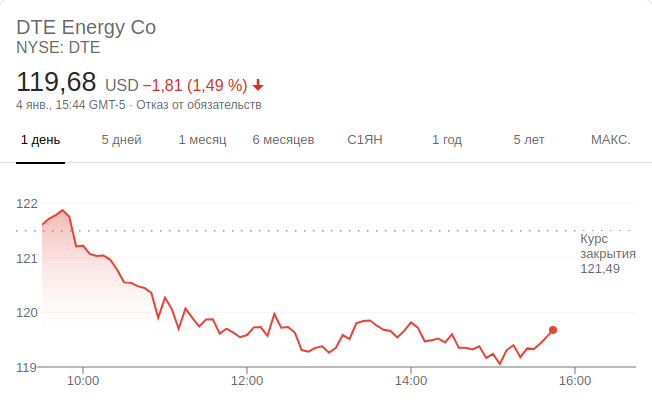 DTE Energy Co
NYSE: DTE
119,68 USD −1,81 (1,49 %)
4 янв., 15:44 GMT-5 · Отказ от обязательств
1 день 5 дней 1 месяц 6 месяцев С1ЯН 1 год 5 лет МАКС.
122
Курс
закрытия
121,49
121
120
119
10:00 12:00 14:00 16:00